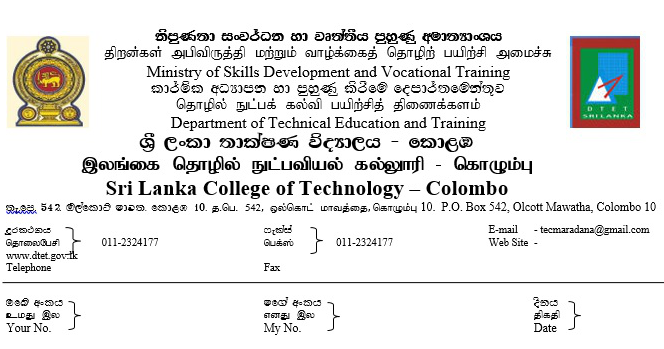 නිපුණතා සංවර්ධන හා වෘත්තීය පුහුණු අමාත්‍යාංශය
திறன்கள் அபிவிருத்தி மற்றும் வாழ்க்கைத் தொழிற் பயிற்சி அமைச்சு
Ministry of Skills Development and Vocational Training
කාර්මික අධ්‍යාපන හා පුහුණු කිරීමේ දෙපාර්තමේන්තුව
தொழில் நுட்பக் கல்வி பயிற்சித் திணைக்களம்
Department of Technical Education and Training
DTET
SRI LANKA
ශ්‍රී ලංකා තාක්ෂණ විද්‍යාලය - කොළඹ
இலங்கை தொழில் நுட்பவியல் கல்லூரி - கொழும்பு
Sri Lanka College of Technology – Colombo
තැ.පෙ. 542 ඕල්කොට් මාවත. කොළඹ 10. த.பெ. 542, ஒல்கொட் மாவத்தை, கொழும்பு 10. P.O. Box 542, Olcott Mawatha, Colombo 10
දුරකථනය ෆැක්ස් E-mail - tecmaradana@gmail.com
தொலைபேசி 011-2324177 பெக்ஸ் 011-2324177 Web Site -
www.dtet.gov.lk
Telephone Fax
ඔබේ අංකය මගේ අංකය දිනය
உமது இல எனது இல திகதி
Your No. My No. Date